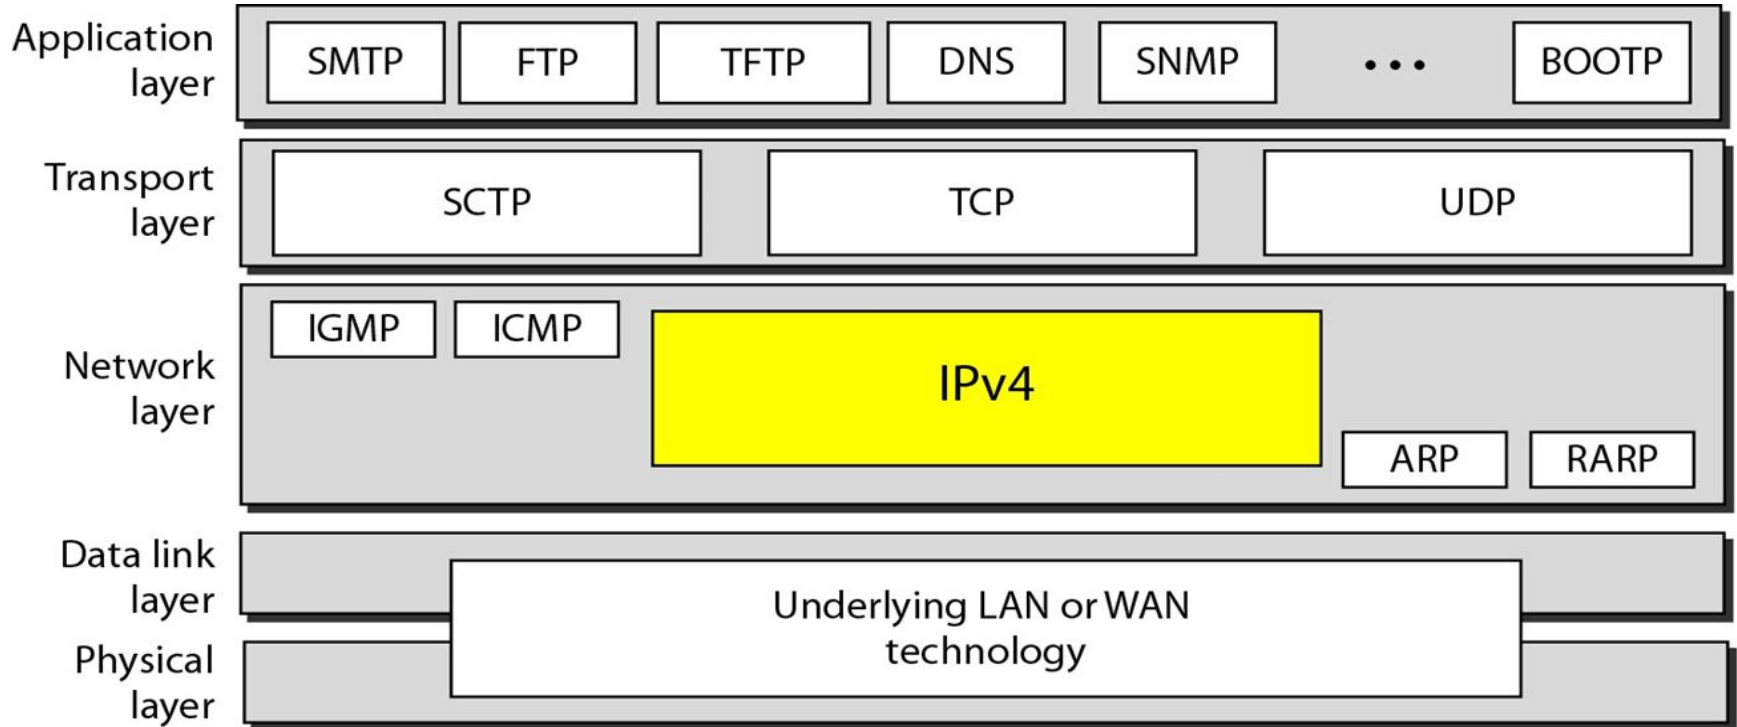 Application
layer
SMTP
FTP
TFTP
DNS
SNMP
...
BOOTP
Transport
layer
SCTP
TCP
UDP
Network
layer
IGMP
ICMP
IPv4
ARP
RARP
Data link
layer
Underlying LAN or WAN
technology
Physical
layer